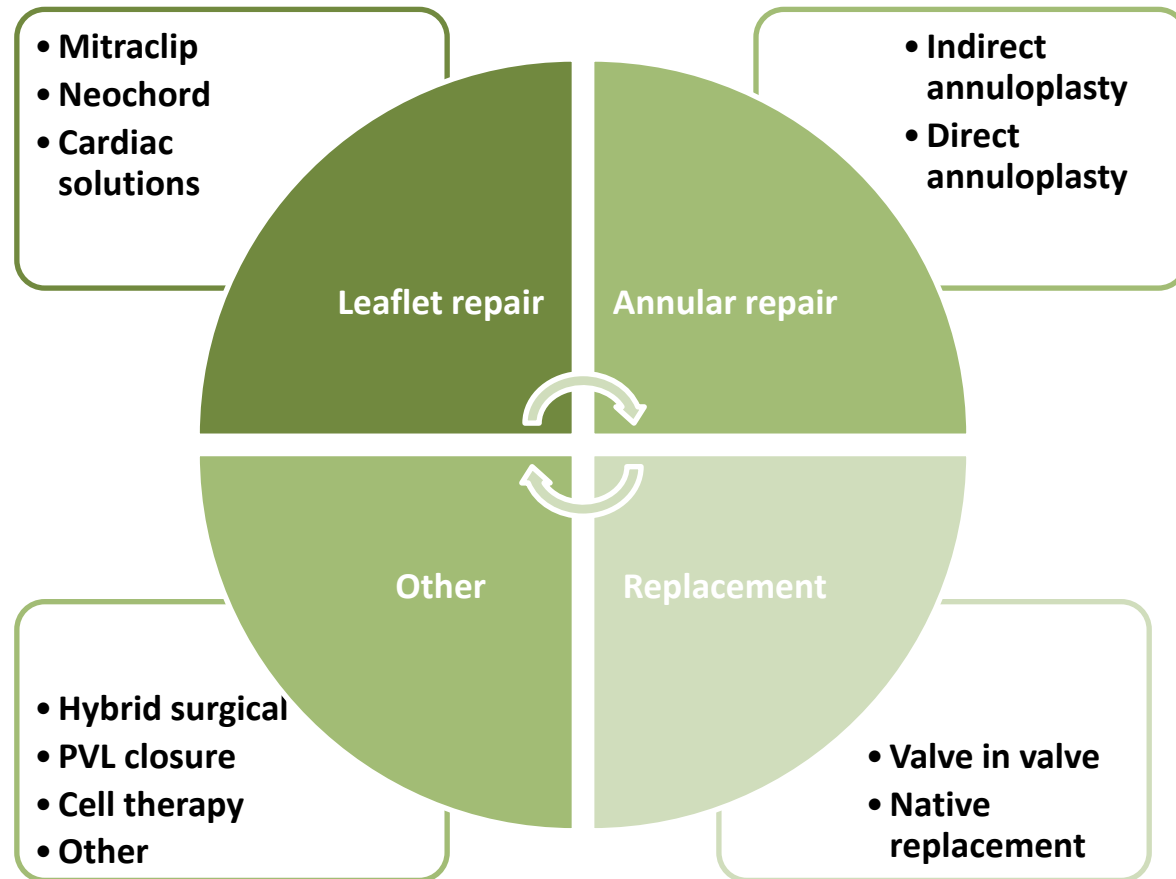 • Mitraclip
• Neochord
• Cardiac
solutions
• Indirect
annuloplasty
• Direct
annuloplasty
Leaflet repair
Annular repair
Other
Replacement
• Hybrid surgical
• PVL closure
• Cell therapy
• Other
• Valve in valve
• Native
replacement